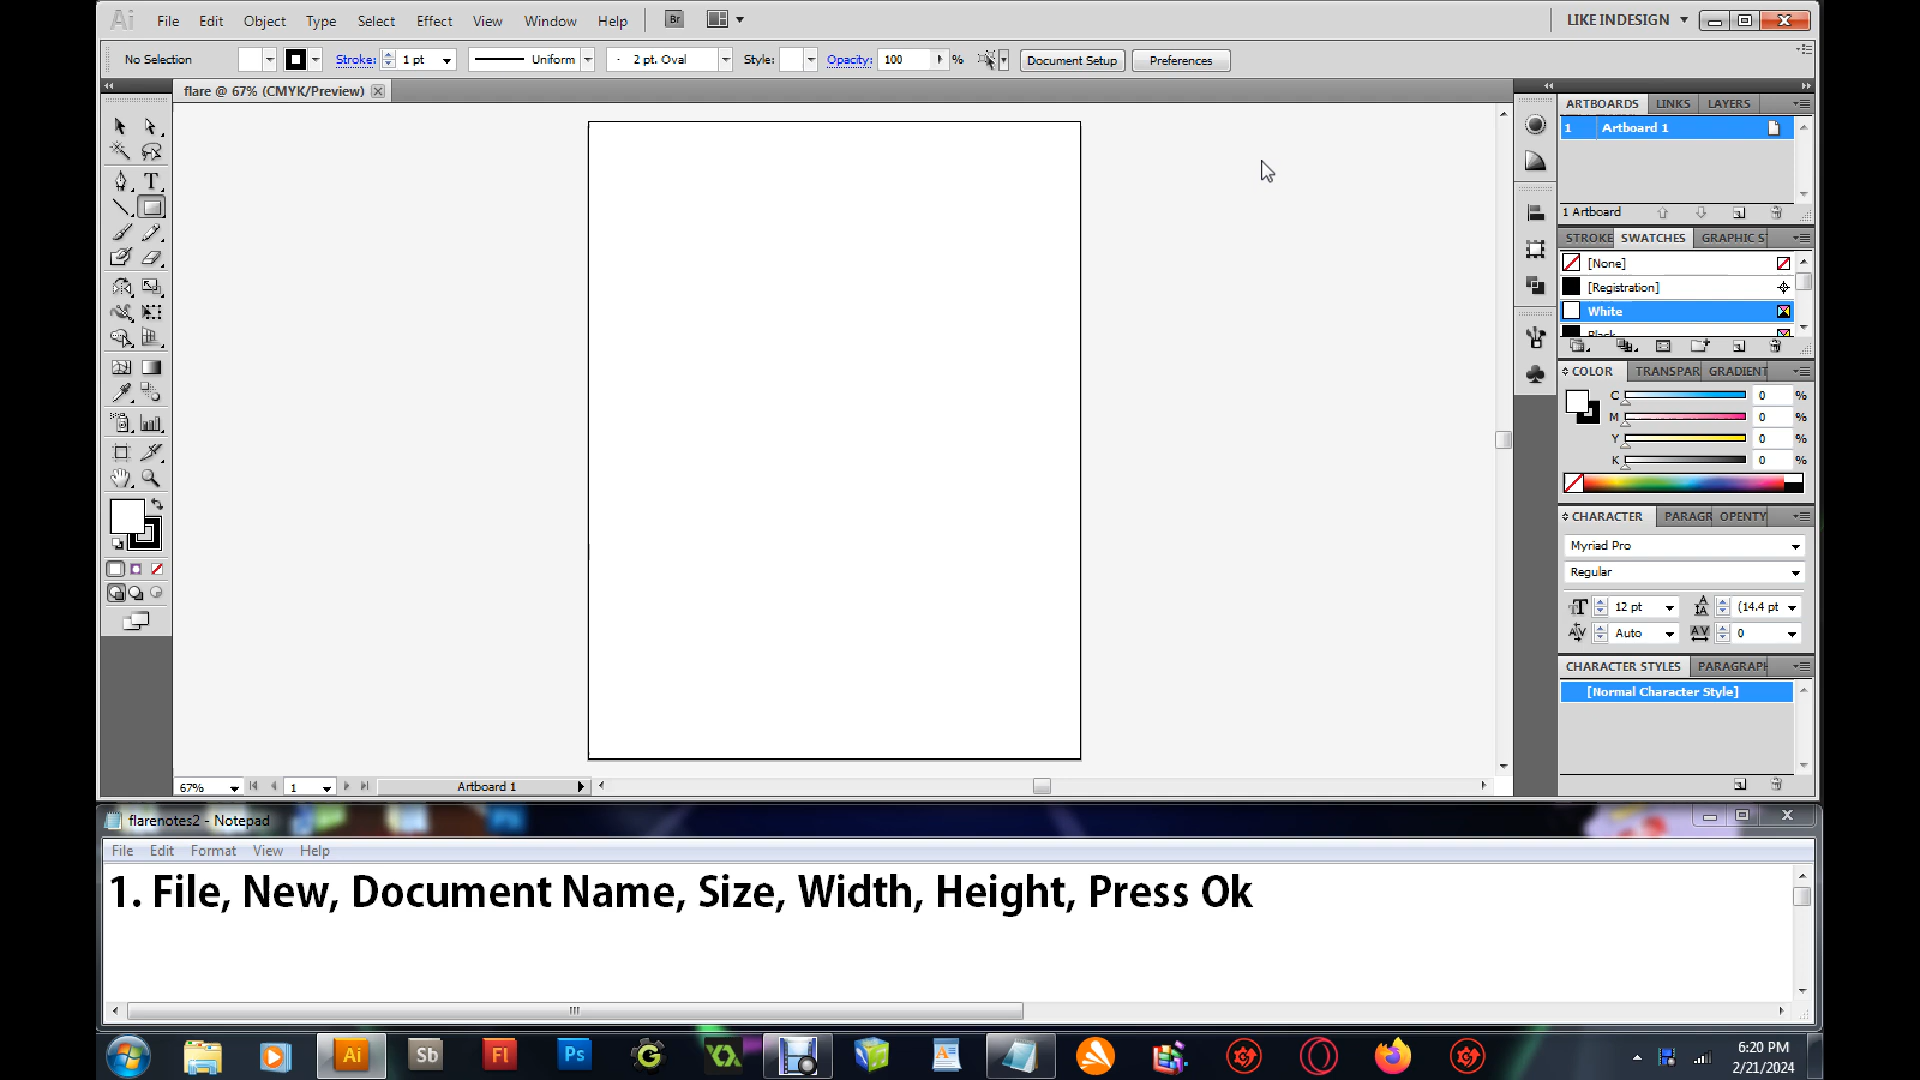 Ai File Edit Object Type Select Effect View Window Help Br LIKE INDESIGN
No Selection Stroke: 1 pt Uniform 2 pt. Oval Style: Opacity: 100 % Document Setup Preferences
flare @ 67% (CMYK/Preview)
ARTBOARDS LINKS LAYERS
1 Artboard 1
1 Artboard
STROKE SWATCHES GRAPHIC S
[None]
[Registration]
White
Black
COLOR TRANSPAR GRADIENT
C 0 %
M 0 %
Y 0 %
K 0 %
CHARACTER PARAGR OPENTY
Myriad Pro
Regular
12 pt (14.4 pt
Auto 0
CHARACTER STYLES PARAGRAPH
[Normal Character Style]
67% 1 Artboard 1
flarenotes2 - Notepad
File Edit Format View Help
1. File, New, Document Name, Size, Width, Height, Press Ok
Ai Sb Fl Ps
6:20 PM
2/21/2024